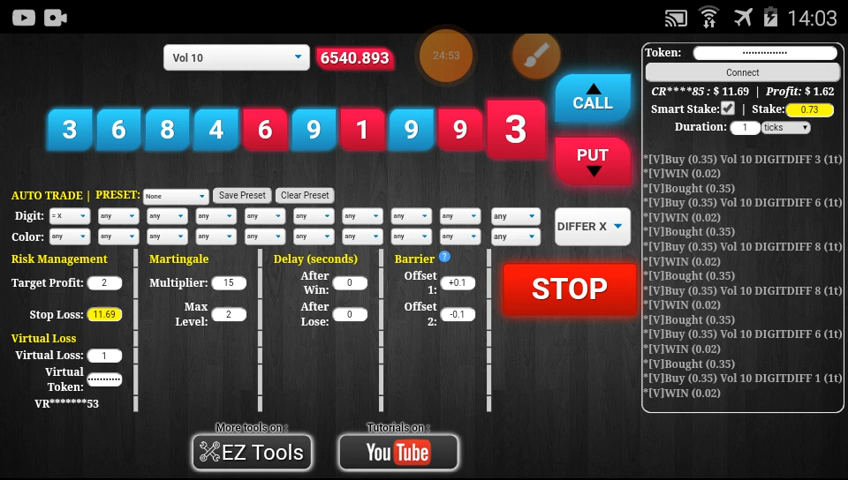 14:03
Vol 10
6540.893
24:53
3 6 8 4 6 9 1 9 9 3
CALL
PUT
AUTO TRADE | PRESET: None Save Preset Clear Preset
Digit: = X any any any any any any any any any
Color: any any any any any any any any any any
DIFFER X
STOP
Risk Management
Target Profit: 2
Stop Loss: 11.69
Virtual Loss
Virtual Loss: 1
Virtual
Token: ••••••••••••
VR*******53
Martingale
Multiplier: 15
Max
Level: 2
Delay (seconds)
After
Win: 0
After
Lose: 0
Barrier ?
Offset
1: +0.1
Offset
2: -0.1
More tools on :
EZ Tools
Tutorials on :
YouTube
Token: •••••••••••••••
Connect
CR****85 : $ 11.69 | Profit: $ 1.62
Smart Stake: | Stake: 0.73
Duration: 1 ticks
*[V]Buy (0.35) Vol 10 DIGITDIFF 3 (1t)
*[V]WIN (0.02)
*[V]Bought (0.35)
*[V]Buy (0.35) Vol 10 DIGITDIFF 6 (1t)
*[V]WIN (0.02)
*[V]Bought (0.35)
*[V]Buy (0.35) Vol 10 DIGITDIFF 8 (1t)
*[V]WIN (0.02)
*[V]Bought (0.35)
*[V]Buy (0.35) Vol 10 DIGITDIFF 8 (1t)
*[V]WIN (0.02)
*[V]Bought (0.35)
*[V]Buy (0.35) Vol 10 DIGITDIFF 6 (1t)
*[V]WIN (0.02)
*[V]Bought (0.35)
*[V]Buy (0.35) Vol 10 DIGITDIFF 1 (1t)
*[V]WIN (0.02)